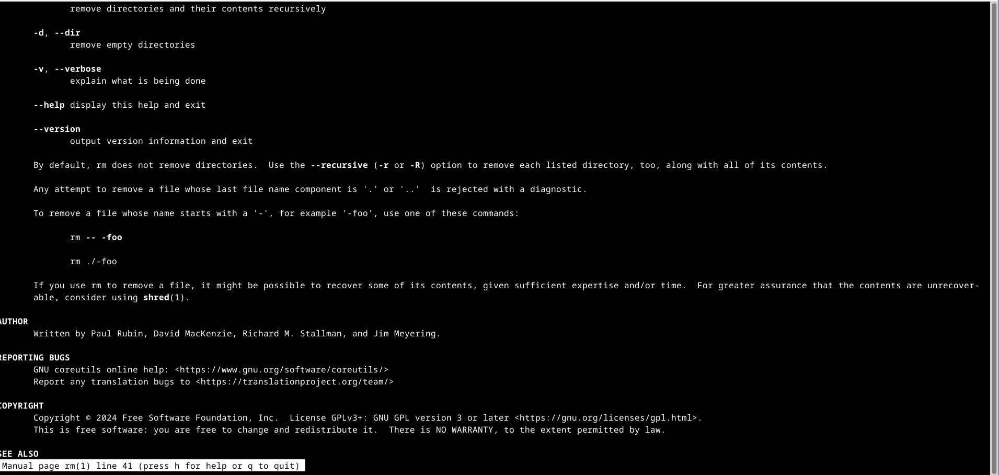 remove directories and their contents recursively
-d, --dir
remove empty directories
-v, --verbose
explain what is being done
--help display this help and exit
--version
output version information and exit
By default, rm does not remove directories.  Use the --recursive (-r or -R) option to remove each listed directory, too, along with all of its contents.
Any attempt to remove a file whose last file name component is '.' or '..'  is rejected with a diagnostic.
To remove a file whose name starts with a '-', for example '-foo', use one of these commands:
rm -- -foo
rm ./-foo
If you use rm to remove a file, it might be possible to recover some of its contents, given sufficient expertise and/or time.  For greater assurance that the contents are unrecover-
able, consider using shred(1).
AUTHOR
Written by Paul Rubin, David MacKenzie, Richard M. Stallman, and Jim Meyering.
REPORTING BUGS
GNU coreutils online help: <https://www.gnu.org/software/coreutils/>
Report any translation bugs to <https://translationproject.org/team/>
COPYRIGHT
Copyright © 2024 Free Software Foundation, Inc.  License GPLv3+: GNU GPL version 3 or later <https://gnu.org/licenses/gpl.html>.
This is free software: you are free to change and redistribute it.  There is NO WARRANTY, to the extent permitted by law.
SEE ALSO
Manual page rm(1) line 41 (press h for help or q to quit)